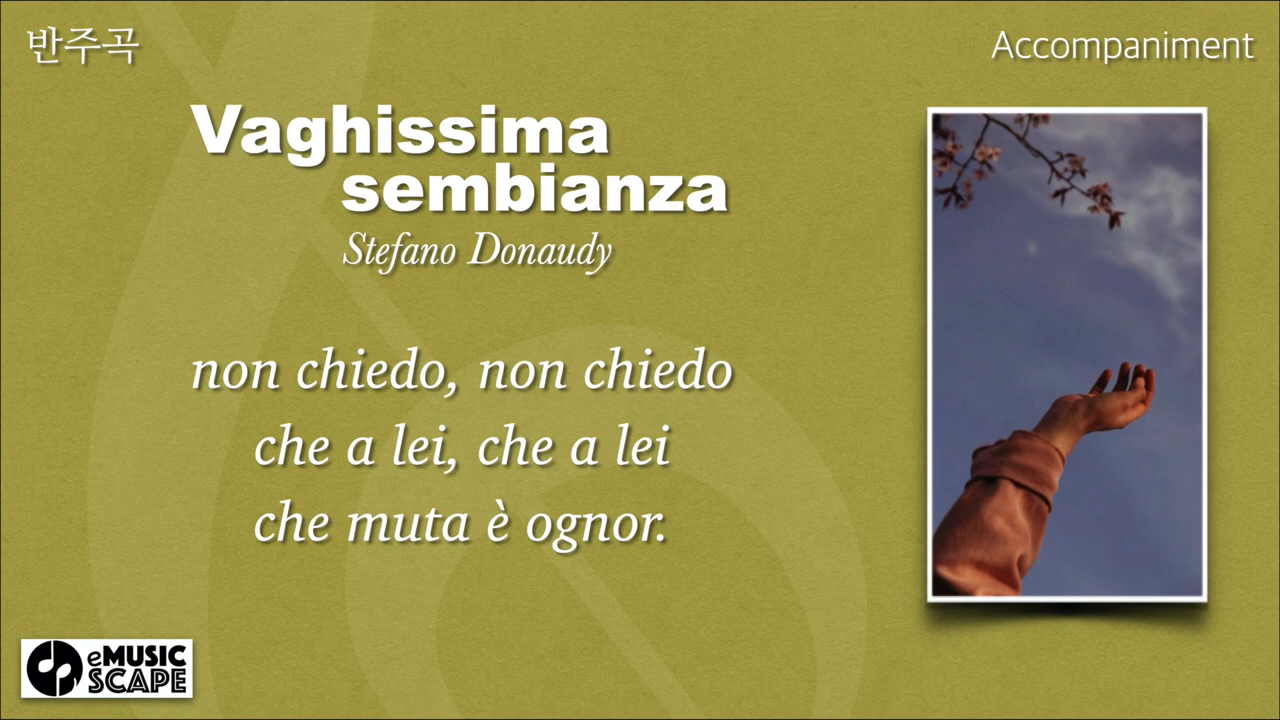 반주곡
Accompaniment
Vaghissima
sembianza
Stefano Donaudy
non chiedo, non chiedo
che a lei, che a lei
che muta è ognor.
eMUSIC
SCAPE